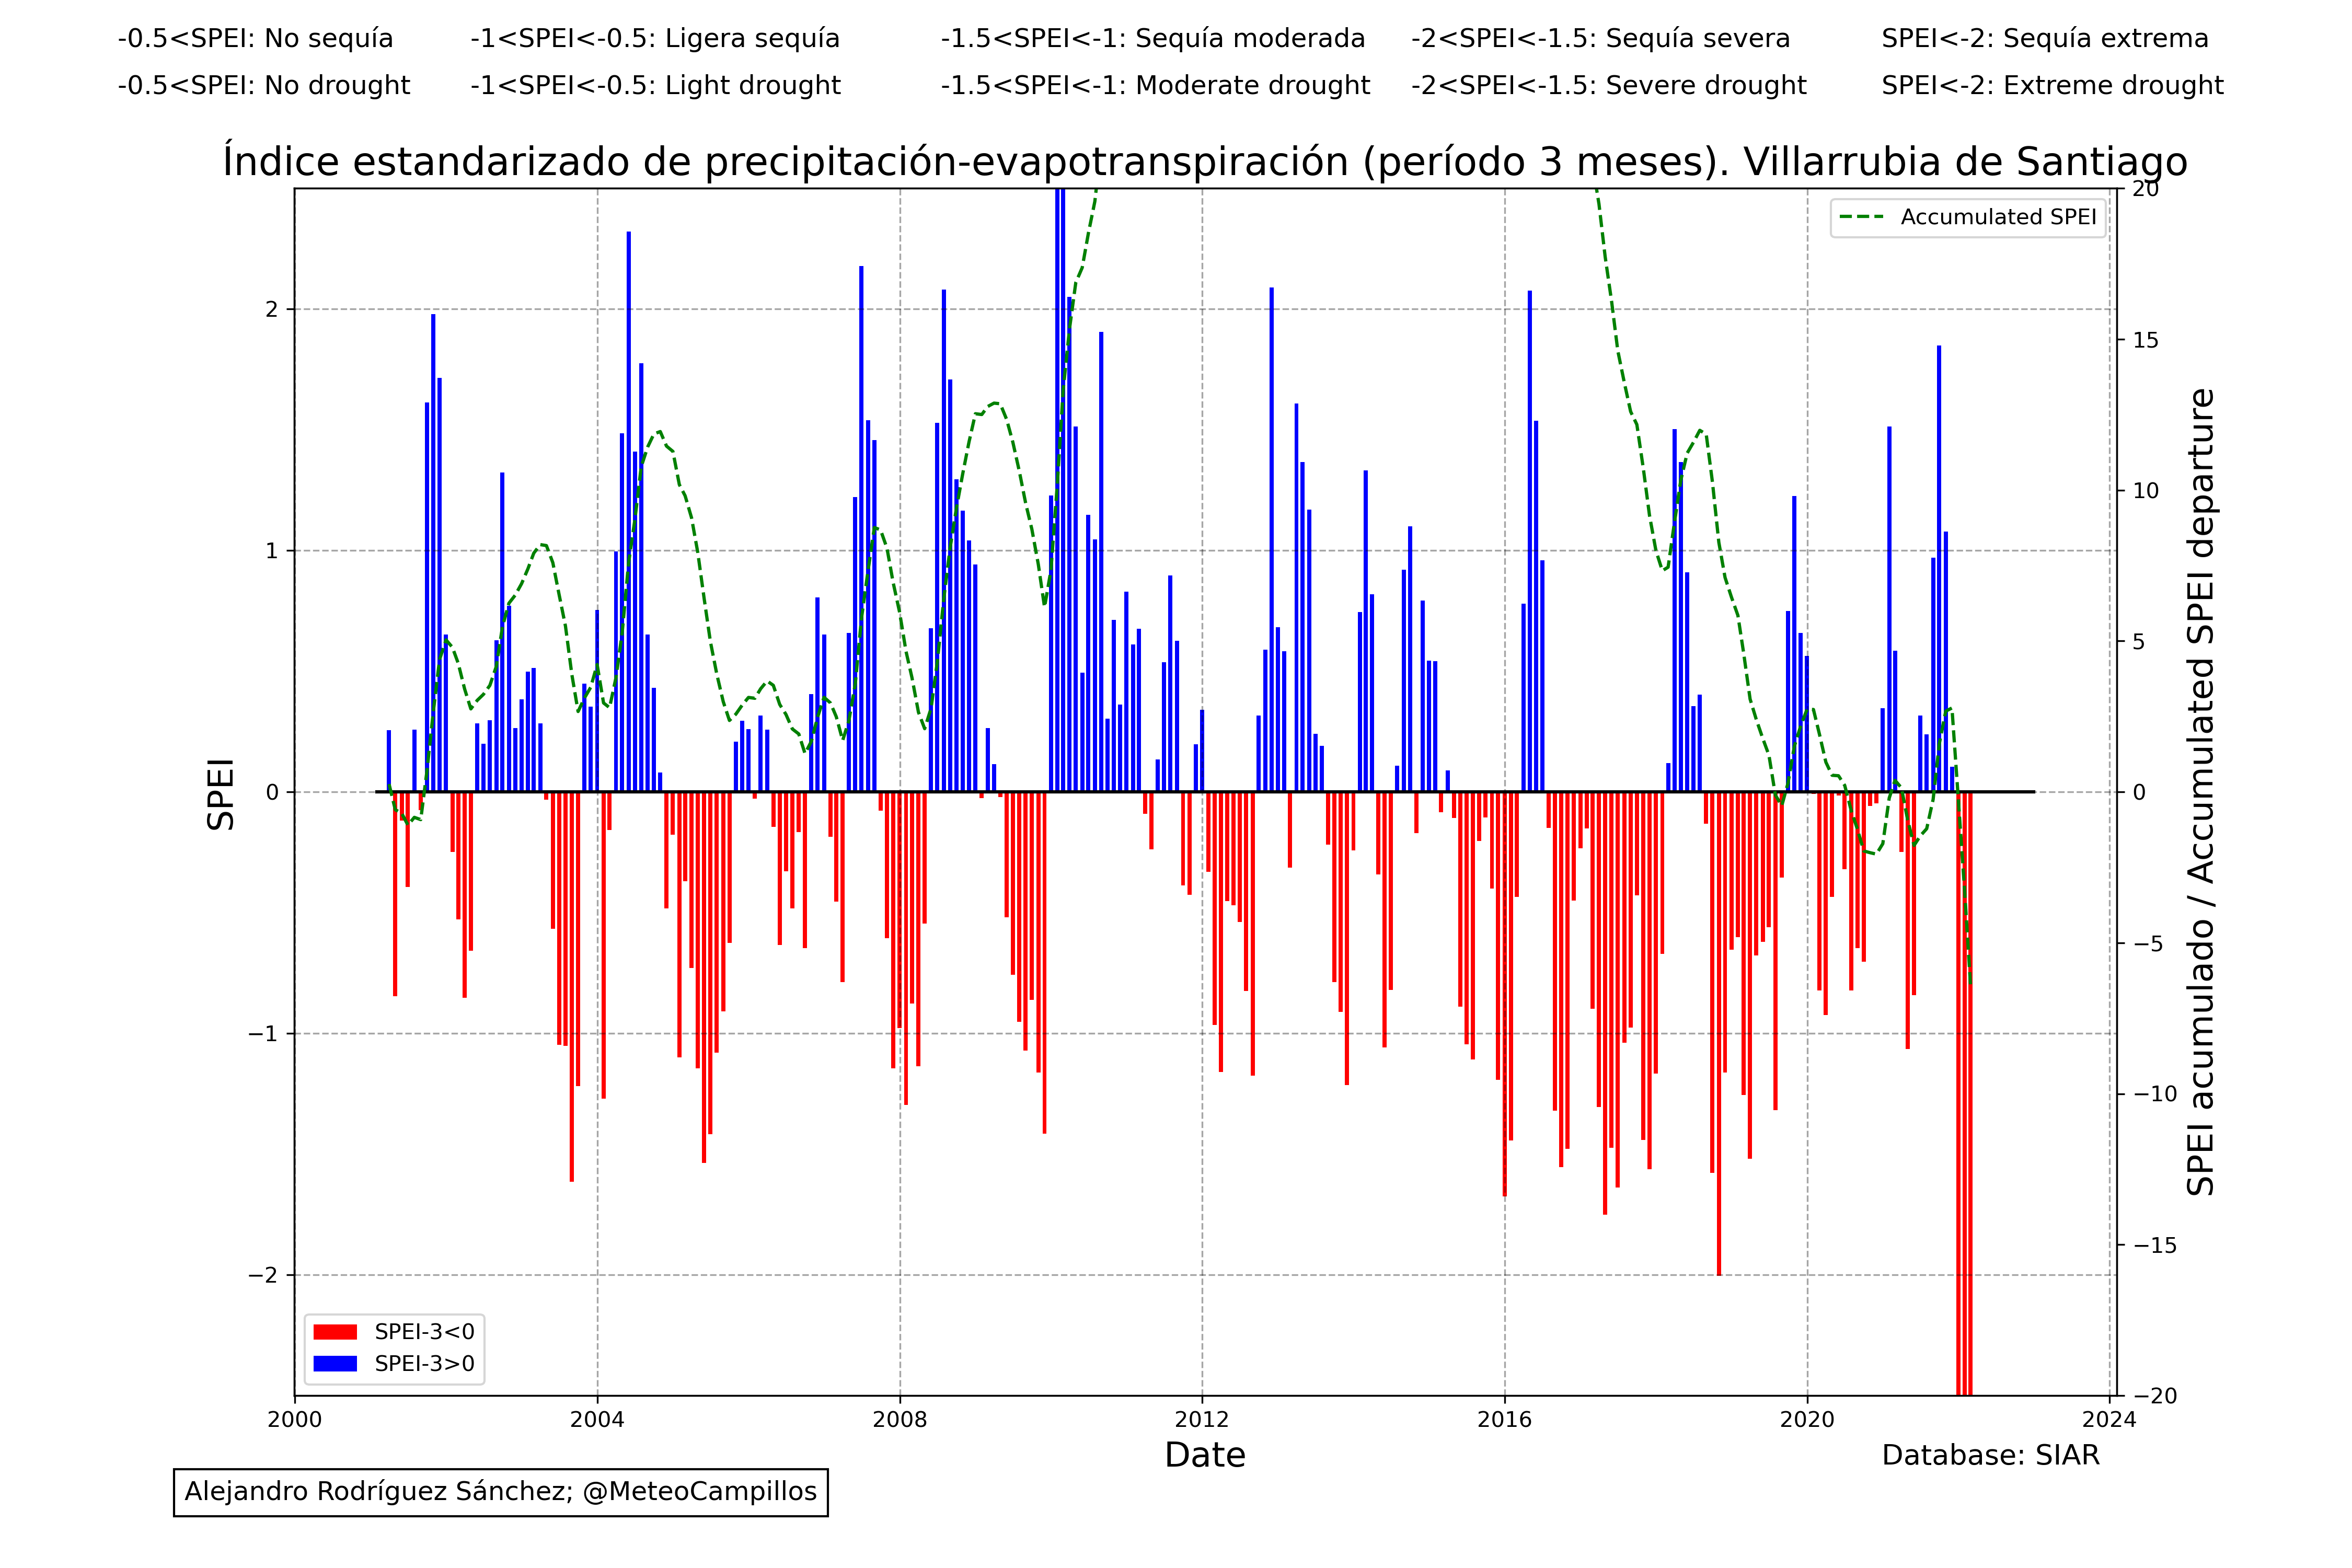 -0.5<SPEI: No sequía -1<SPEI<-0.5: Ligera sequía -1.5<SPEI<-1: Sequía moderada -2<SPEI<-1.5: Sequía severa SPEI<-2: Sequía extrema
-0.5<SPEI: No drought -1<SPEI<-0.5: Light drought -1.5<SPEI<-1: Moderate drought -2<SPEI<-1.5: Severe drought SPEI<-2: Extreme drought
Índice estandarizado de precipitación-evapotranspiración (período 3 meses). Villarrubia de Santiago
Accumulated SPEI
SPEI
2
1
0
−1
−2
20
15
10
5
0
−5
−10
−15
−20
SPEI acumulado / Accumulated SPEI departure
SPEI-3<0
SPEI-3>0
2000 2004 2008 2012 2016 2020 2024
Date
Database: SIAR
Alejandro Rodríguez Sánchez; @MeteoCampillos